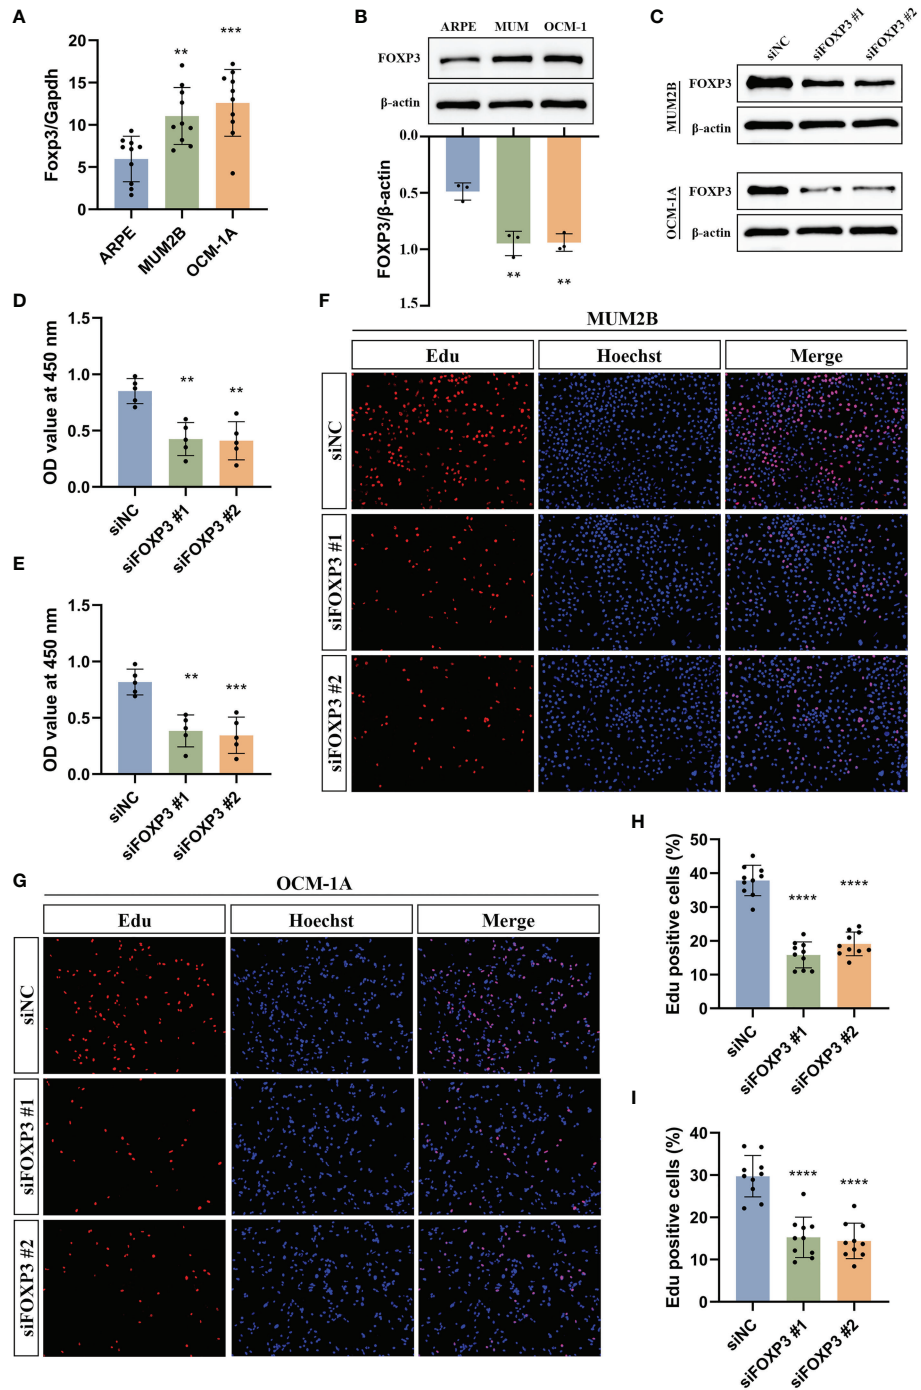 A
Foxp3/Gapdh
20
15
10
5
0
**
***
ARPE
MUM2B
OCM-1A
B
ARPE MUM OCM-1
FOXP3
β-actin
FOXP3/β-actin
0.0
0.5
1.0
1.5
**
**
C
siNC
siFOXP3 #1
siFOXP3 #2
MUM2B
FOXP3
β-actin
OCM-1A
FOXP3
β-actin
D
OD value at 450 nm
1.5
1.0
0.5
0.0
**
**
siNC
siFOXP3 #1
siFOXP3 #2
E
OD value at 450 nm
1.5
1.0
0.5
0.0
**
***
siNC
siFOXP3 #1
siFOXP3 #2
F
MUM2B
Edu Hoechst Merge
siNC
siFOXP3 #1
siFOXP3 #2
G
OCM-1A
Edu Hoechst Merge
siNC
siFOXP3 #1
siFOXP3 #2
H
Edu positive cells (%)
50
40
30
20
10
0
****
****
siNC
siFOXP3 #1
siFOXP3 #2
I
Edu positive cells (%)
40
30
20
10
0
****
****
siNC
siFOXP3 #1
siFOXP3 #2